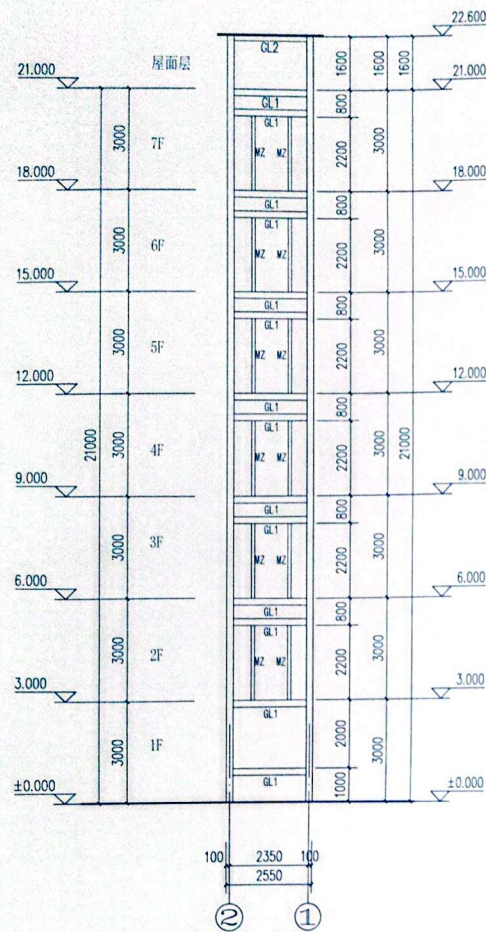 22.600
GL2
1600 1600 1600
屋面层
21.000
21.000
GL1
800
GL1
3000
7F
MZ MZ
2200
3000
18.000
18.000
GL1
800
GL1
3000
6F
MZ MZ
2200
3000
15.000
15.000
GL1
800
GL1
3000
5F
MZ MZ
2200
3000
12.000
12.000
GL1
800
GL1
21000
3000
4F
MZ MZ
2200
3000
21000
9.000
9.000
GL1
800
GL1
3000
3F
MZ MZ
2200
3000
6.000
6.000
GL1
800
GL1
3000
2F
MZ MZ
2200
3000
3.000
3.000
GL1
3000
1F
2000
3000
GL1
1000
±0.000
±0.000
100 2350 100
2550
② ①